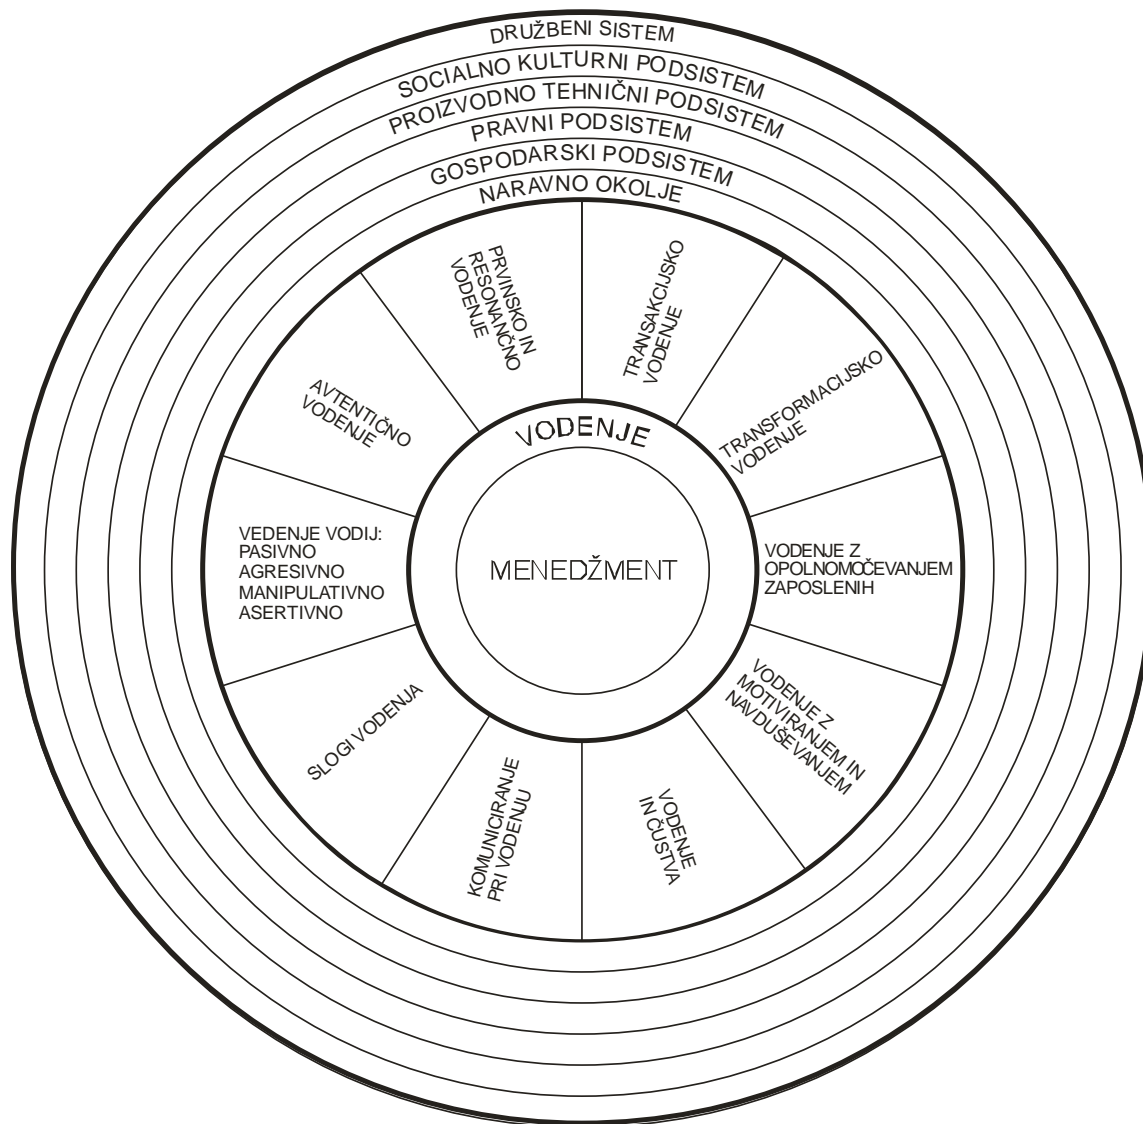 DRUŽBENI SISTEM
SOCIALNO KULTURNI PODSISTEM
PROIZVODNO TEHNIČNI PODSISTEM
PRAVNI PODSISTEM
GOSPODARSKI PODSISTEM
NARAVNO OKOLJE
PRVINSKO IN
RESONANČNO
VODENJE
TRANSAKCIJSKO
VODENJE
TRANSFORMACIJSKO
VODENJE
AVTENTIČNO
VODENJE
VODENJE
MENEDŽMENT
VEDENJE VODIJ:
PASIVNO
AGRESIVNO
MANIPULATIVNO
ASERTIVNO
VODENJE Z
OPOLNOMOČEVANJEM
ZAPOSLENIH
SLOGI VODENJA
VODENJE Z
MOTIVIRANJEM IN
NAVDUŠEVANJEM
KOMUNICIRANJE
PRI VODENJU
VODENJE
IN ČUSTVA